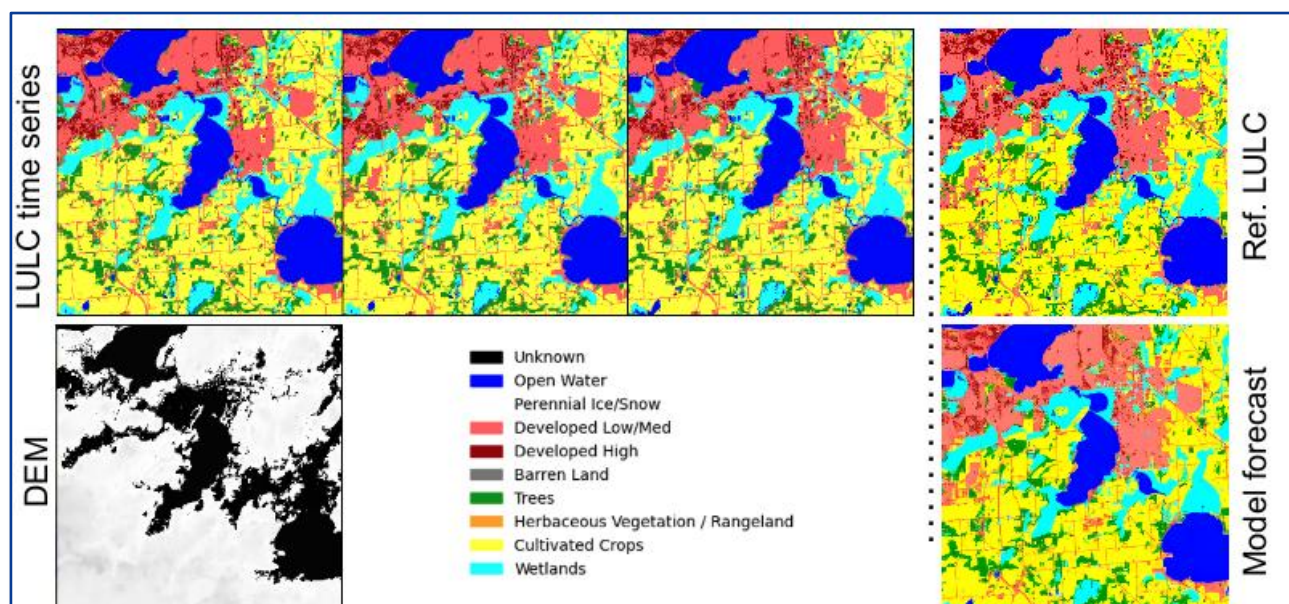 LULC time series
Ref. LULC
DEM
Unknown
Open Water
Perennial Ice/Snow
Developed Low/Med
Developed High
Barren Land
Trees
Herbaceous Vegetation / Rangeland
Cultivated Crops
Wetlands
Model forecast